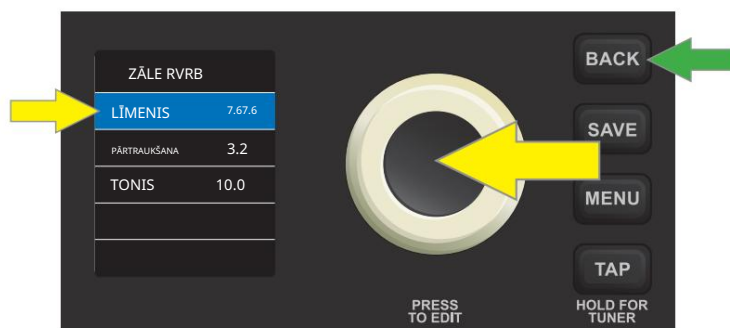 ZĀLE RVRB
LĪMENIS 7.67.6
PĀRTRAUKŠANA 3.2
TONIS 10.0
BACK
SAVE
MENU
TAP
PRESS
TO EDIT
HOLD FOR
TUNER